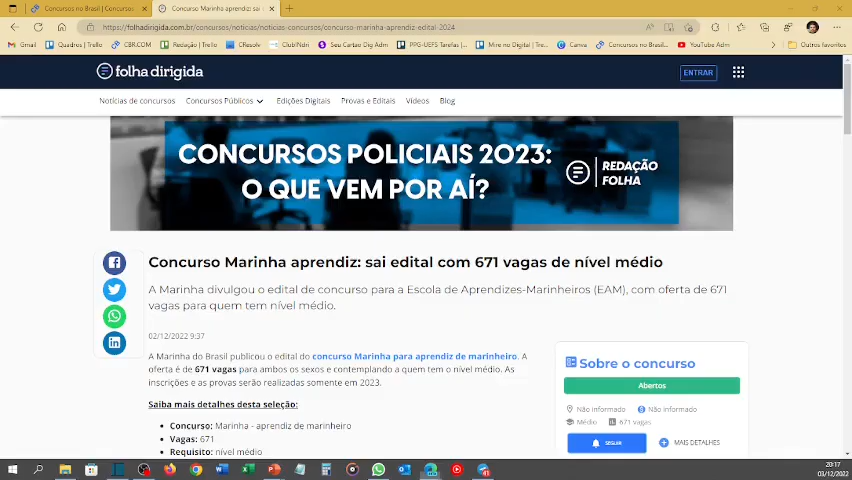 Concursos no Brasil | Concursos
Concurso Marinha aprendiz: sai
https://folhadirigida.com.br/concursos/noticias/noticias-concursos/concurso-marinha-aprendiz-edital-2024
Gmail Quadros | Trello CBK.COM Redação | Trello CResolv ClubINdri Seu Cartao Dig Adm PPG-UEFS Tarefas |... Mire no Digital | Tre... Canva Concursos no Brasil... YouTube Adm Outros favoritos
folha dirigida
ENTRAR
Notícias de concursos Concursos Públicos Edições Digitais Provas e Editais Vídeos Blog
CONCURSOS POLICIAIS 2023:
O QUE VEM POR AÍ?
REDAÇÃO
FOLHA
Concurso Marinha aprendiz: sai edital com 671 vagas de nível médio
A Marinha divulgou o edital de concurso para a Escola de Aprendizes-Marinheiros (EAM), com oferta de 671
vagas para quem tem nível médio.
02/12/2022 9:37
A Marinha do Brasil publicou o edital do concurso Marinha para aprendiz de marinheiro. A
oferta é de 671 vagas para ambos os sexos e contemplando a quem tem o nível médio. As
inscrições e as provas serão realizadas somente em 2023.
Saiba mais detalhes desta seleção:
Concurso: Marinha - aprendiz de marinheiro
Vagas: 671
Requisito: nível médio
Sobre o concurso
Abertos
Não informado Não Informado
Médio 671 vagas
SEGUIR MAIS DETALHES
20:17
03/12/2022